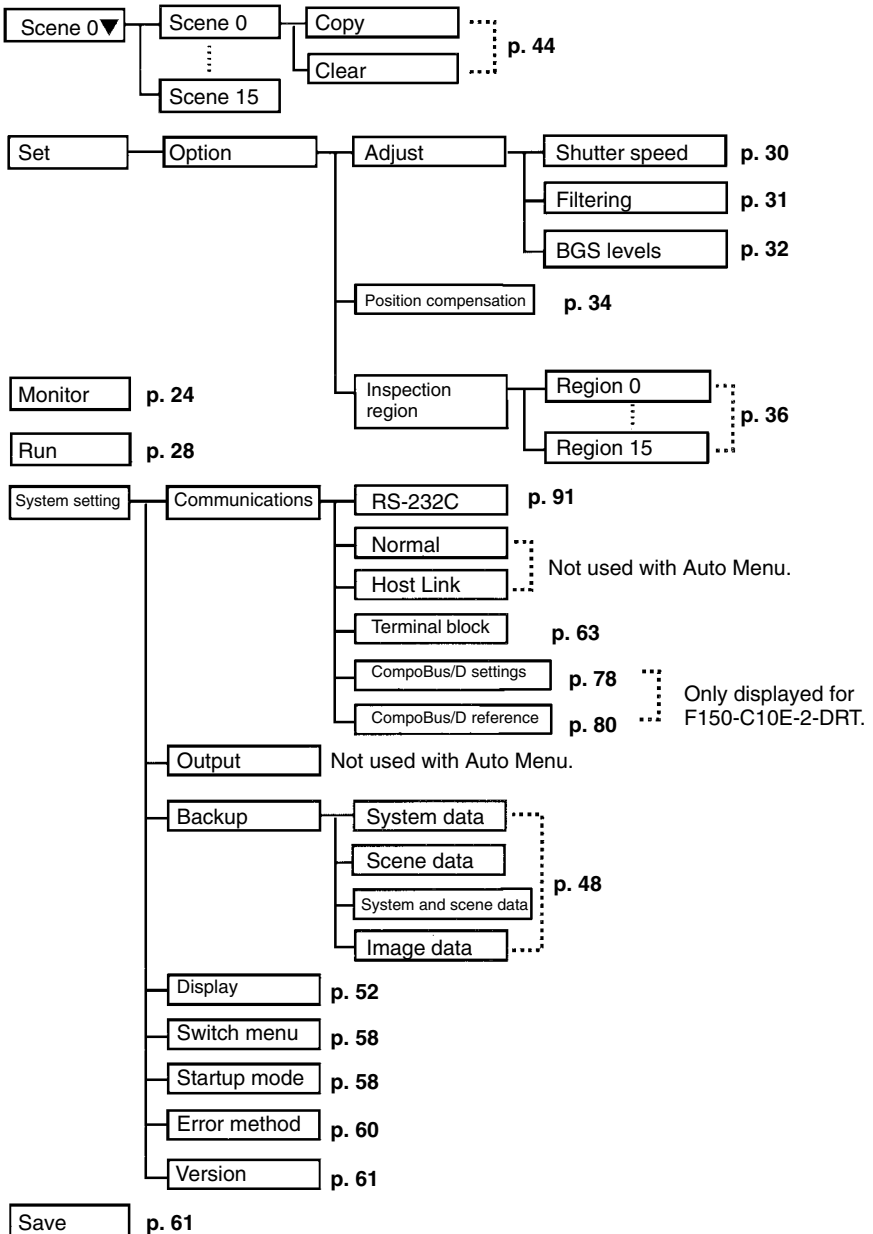 Scene 0▼ Scene 0 Copy
p. 44
Clear
Scene 15
Set Option Adjust Shutter speed p. 30
Filtering p. 31
BGS levels p. 32
Position compensation p. 34
Monitor p. 24
Inspection
region
Region 0
p. 36
Region 15
Run p. 28
System setting Communications RS-232C p. 91
Normal
Not used with Auto Menu.
Host Link
Terminal block p. 63
CompoBus/D settings p. 78
Only displayed for
F150-C10E-2-DRT.
CompoBus/D reference p. 80
Output Not used with Auto Menu.
Backup System data
Scene data
p. 48
System and scene data
Image data
Display p. 52
Switch menu p. 58
Startup mode p. 58
Error method p. 60
Version p. 61
Save p. 61